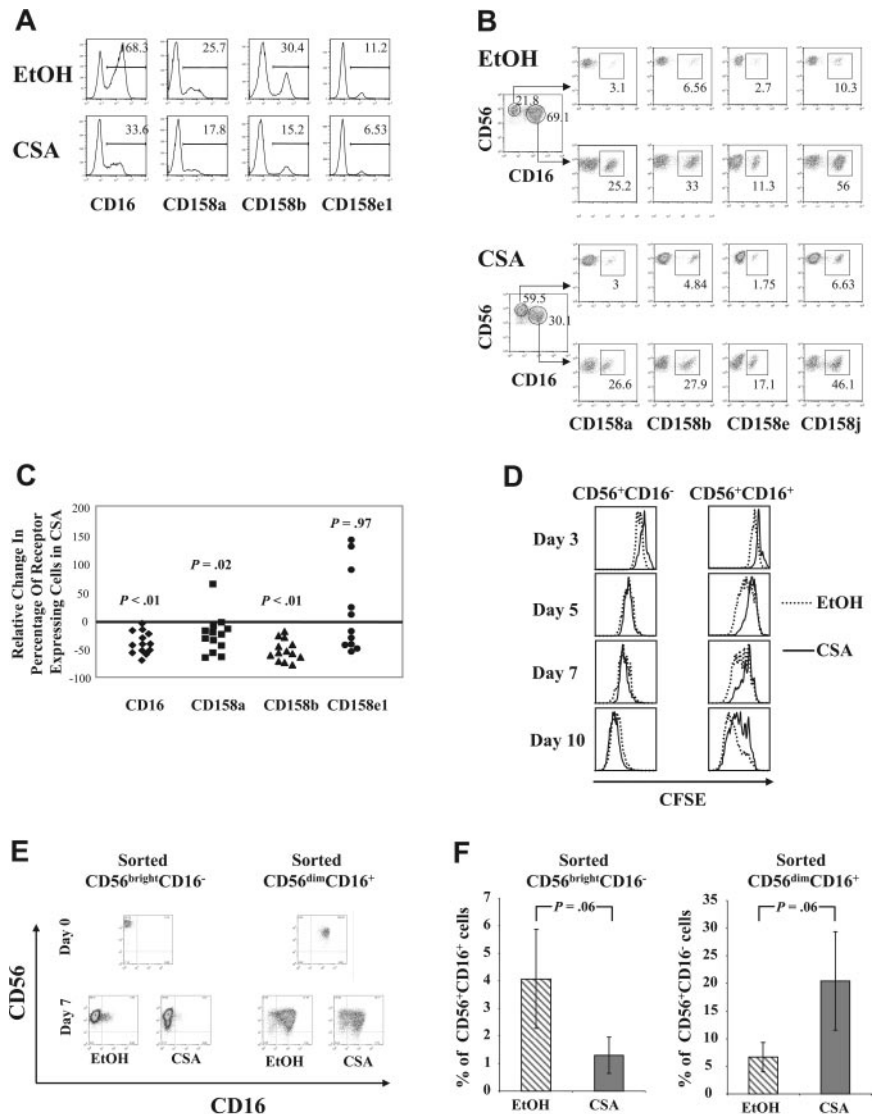 A
EtOH
68.3
25.7
30.4
11.2
CSA
33.6
17.8
15.2
6.53
CD16
CD158a
CD158b
CD158e1
B
EtOH
CD56
21.8
69.1
CD16
3.1
6.56
2.7
10.3
25.2
33
11.3
56
CSA
CD56
59.5
30.1
CD16
3
4.84
1.75
6.63
26.6
27.9
17.1
46.1
CD158a
CD158b
CD158e
CD158j
C
Relative Change In
Percentage Of Receptor
Expressing Cells in CSA
200
150
100
50
0
-50
-100
P < .01
P = .02
P < .01
P = .97
CD16
CD158a
CD158b
CD158e1
D
CD56+CD16-
CD56+CD16+
Day 3
Day 5
Day 7
Day 10
EtOH
CSA
CFSE
E
Sorted
CD56brightCD16-
Sorted
CD56dimCD16+
CD56
Day 0
Day 7
EtOH
CSA
EtOH
CSA
CD16
F
Sorted
CD56brightCD16-
% of CD56+CD16+ cells
7
6
5
4
3
2
1
0
P = .06
EtOH
CSA
Sorted
CD56dimCD16+
% of CD56+CD16- cells
35
30
25
20
15
10
5
0
P = .06
EtOH
CSA